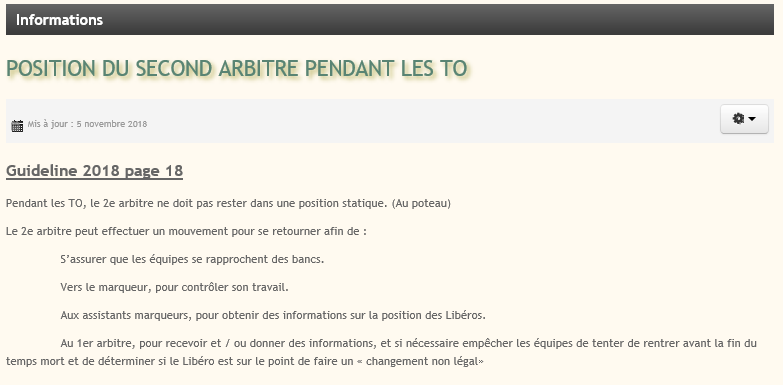 Informations
POSITION DU SECOND ARBITRE PENDANT LES TO
Mis à jour : 5 novembre 2018
Guideline 2018 page 18
Pendant les TO, le 2e arbitre ne doit pas rester dans une position statique. (Au poteau)
Le 2e arbitre peut effectuer un mouvement pour se retourner afin de :
S’assurer que les équipes se rapprochent des bancs.
Vers le marqueur, pour contrôler son travail.
Aux assistants marqueurs, pour obtenir des informations sur la position des Libéros.
Au 1er arbitre, pour recevoir et / ou donner des informations, et si nécessaire empêcher les équipes de tenter de rentrer avant la fin du
temps mort et de déterminer si le Libéro est sur le point de faire un « changement non légal»